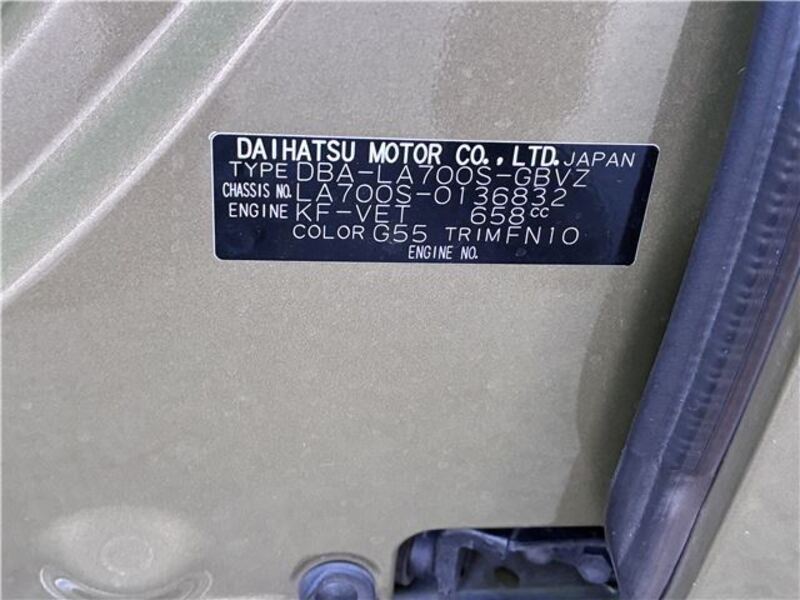 DAIHATSU MOTOR CO., LTD. JAPAN
TYPE DBA-LA700S-GBVZ
CHASSIS NO. LA700S-0136832
ENGINE KF-VET 658cc
COLOR G55 TRIM FN10
ENGINE NO.